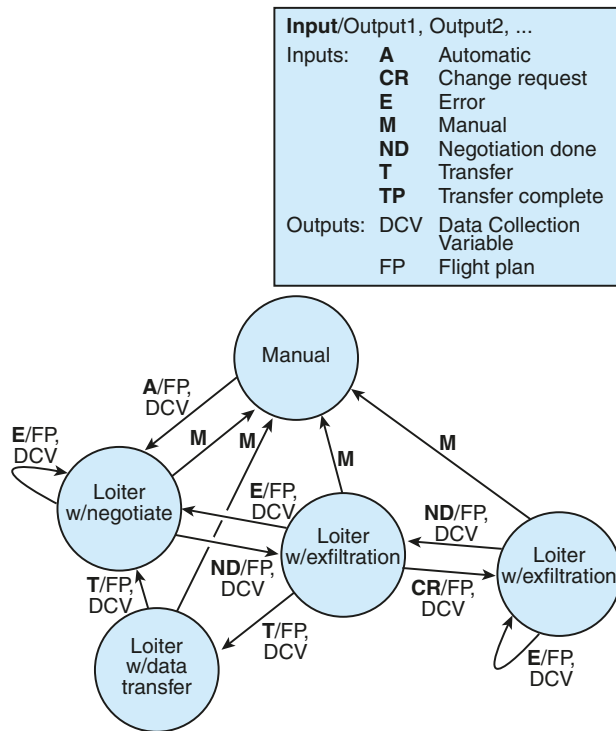 Input/Output1, Output2, ...
Inputs: A Automatic
CR Change request
E Error
M Manual
ND Negotiation done
T Transfer
TP Transfer complete
Outputs: DCV Data Collection
Variable
FP Flight plan
Manual
A/FP,
DCV
M
M
M
M
E/FP,
DCV
Loiter
w/negotiate
E/FP,
DCV
ND/FP,
DCV
Loiter
w/exfiltration
ND/FP,
DCV
CR/FP,
DCV
Loiter
w/exfiltration
T/FP,
DCV
T/FP,
DCV
E/FP,
DCV
Loiter
w/data
transfer